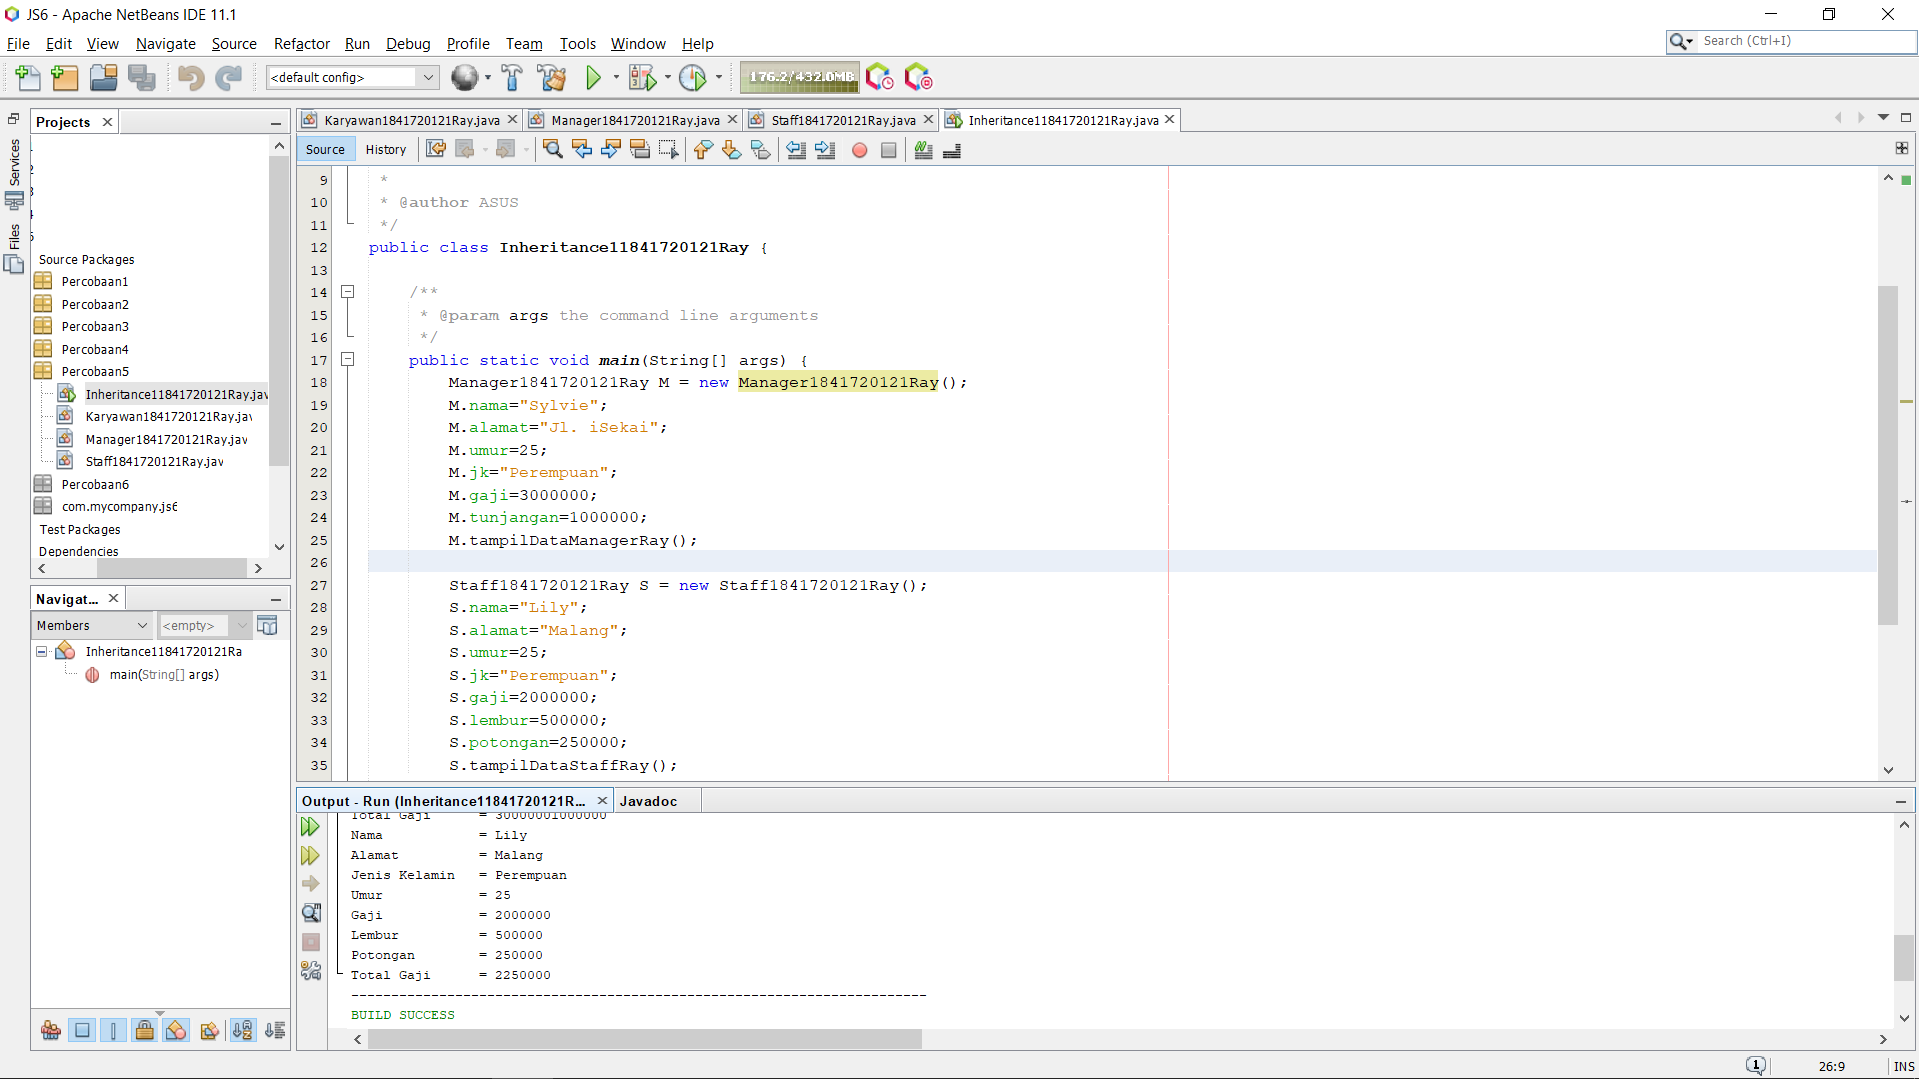 JS6 - Apache NetBeans IDE 11.1
File Edit View Navigate Source Refactor Run Debug Profile Team Tools Window Help
Search (Ctrl+I)
<default config>
176.2/432.0MB
Projects
Services
Files
Source Packages
Percobaan1
Percobaan2
Percobaan3
Percobaan4
Percobaan5
Inheritance11841720121Ray.jav
Karyawan1841720121Ray.jav
Manager1841720121Ray.jav
Staff1841720121Ray.jav
Percobaan6
com.mycompany.js6
Test Packages
Dependencies
Navigat...
Members
<empty>
Inheritance11841720121Ra
main(String[] args)
Karyawan1841720121Ray.java
Manager1841720121Ray.java
Staff1841720121Ray.java
Inheritance11841720121Ray.java
Source History
9 *
10 * @author ASUS
11 */
12 public class Inheritance11841720121Ray {
13
14 /**
15 * @param args the command line arguments
16 */
17 public static void main(String[] args) {
18 Manager1841720121Ray M = new Manager1841720121Ray();
19 M.nama="Sylvie";
20 M.alamat="Jl. iSekai";
21 M.umur=25;
22 M.jk="Perempuan";
23 M.gaji=3000000;
24 M.tunjangan=1000000;
25 M.tampilDataManagerRay();
26
27 Staff1841720121Ray S = new Staff1841720121Ray();
28 S.nama="Lily";
29 S.alamat="Malang";
30 S.umur=25;
31 S.jk="Perempuan";
32 S.gaji=2000000;
33 S.lembur=500000;
34 S.potongan=250000;
35 S.tampilDataStaffRay();
Output - Run (Inheritance11841720121R...
Javadoc
Total Gaji = 30000001000000
Nama = Lily
Alamat = Malang
Jenis Kelamin = Perempuan
Umur = 25
Gaji = 2000000
Lembur = 500000
Potongan = 250000
Total Gaji = 2250000
------------------------------------------------------------------------
BUILD SUCCESS
1
26:9
INS